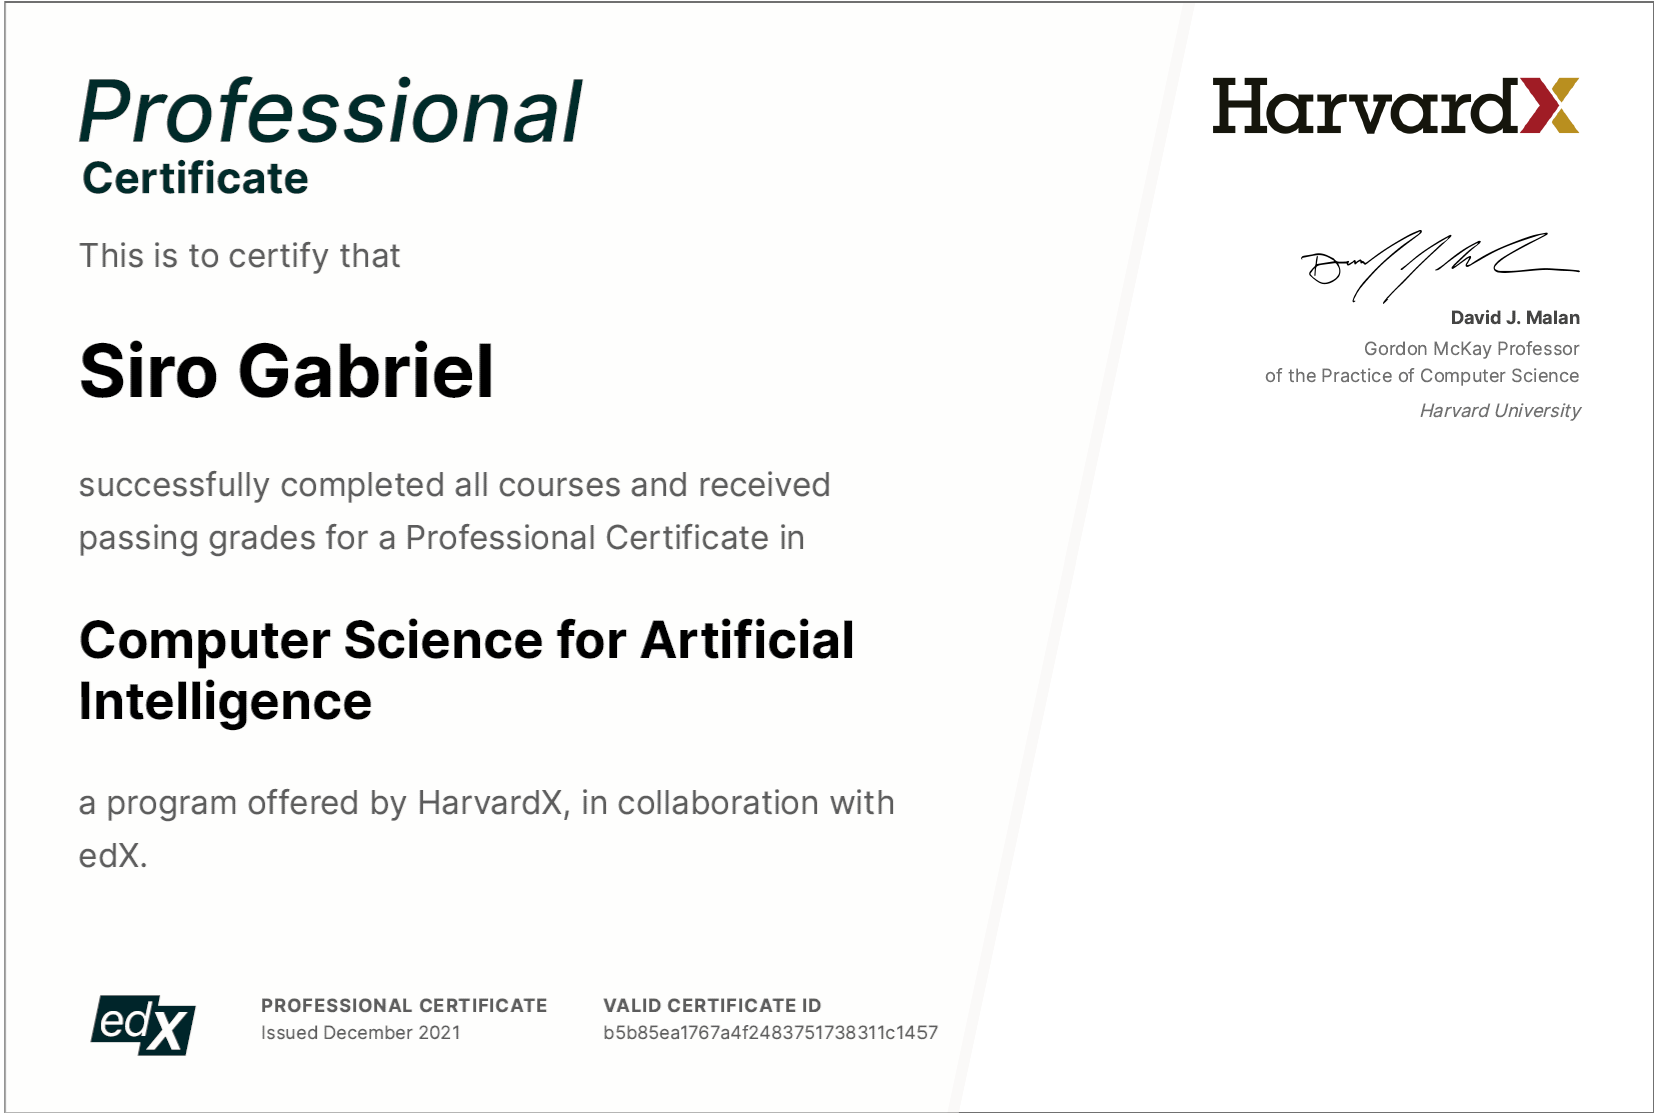 Professional
Certificate
This is to certify that
Siro Gabriel
successfully completed all courses and received
passing grades for a Professional Certificate in
Computer Science for Artificial
Intelligence
a program offered by HarvardX, in collaboration with
edX.
HarvardX
David J. Malan
Gordon McKay Professor
of the Practice of Computer Science
Harvard University
edX
PROFESSIONAL CERTIFICATE
Issued December 2021
VALID CERTIFICATE ID
b5b85ea1767a4f2483751738311c1457